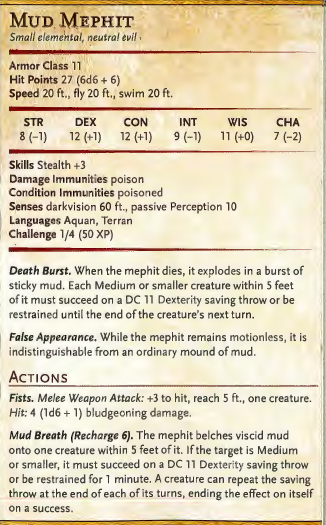 MUD MEPHIT
Small elemental, neutral evil
Armor Class 11
Hit Points 27 (6d6 + 6)
Speed 20 ft., fly 20 ft., swim 20 ft.
STR DEX CON INT WIS CHA
8 (–1) 12 (+1) 12 (+1) 9 (–1) 11 (+0) 7 (–2)
Skills Stealth +3
Damage Immunities poison
Condition Immunities poisoned
Senses darkvision 60 ft., passive Perception 10
Languages Aquan, Terran
Challenge 1/4 (50 XP)
Death Burst. When the mephit dies, it explodes in a burst of
sticky mud. Each Medium or smaller creature within 5 feet
of it must succeed on a DC 11 Dexterity saving throw or be
restrained until the end of the creature's next turn.
False Appearance. While the mephit remains motionless, it is
indistinguishable from an ordinary mound of mud.
ACTIONS
Fists. Melee Weapon Attack: +3 to hit, reach 5 ft., one creature.
Hit: 4 (1d6 + 1) bludgeoning damage.
Mud Breath (Recharge 6). The mephit belches viscid mud
onto one creature within 5 feet of it. If the target is Medium
or smaller, it must succeed on a DC 11 Dexterity saving throw
or be restrained for 1 minute. A creature can repeat the saving
throw at the end of each of its turns, ending the effect on itself
on a success.